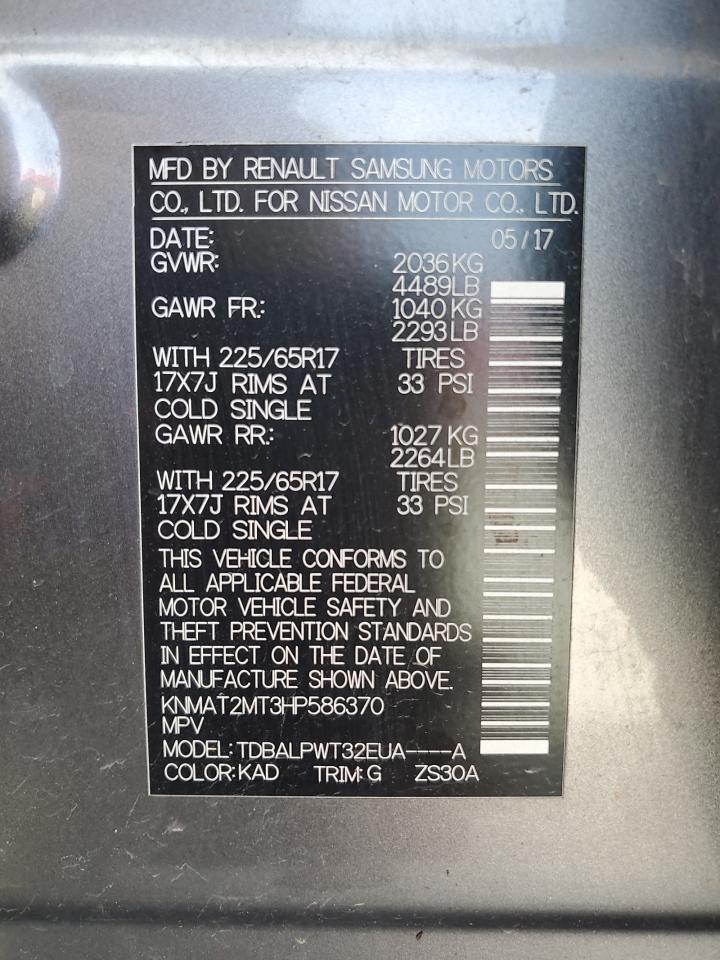 MFD BY RENAULT SAMSUNG MOTORS
CO., LTD. FOR NISSAN MOTOR CO., LTD.
DATE: 05/17
GVWR: 2036KG
4489LB
GAWR FR.: 1040KG
2293LB
WITH 225/65R17 TIRES
17X7J RIMS AT 33 PSI
COLD SINGLE
GAWR RR.: 1027KG
2264LB
WITH 225/65R17 TIRES
17X7J RIMS AT 33 PSI
COLD SINGLE
THIS VEHICLE CONFORMS TO
ALL APPLICABLE FEDERAL
MOTOR VEHICLE SAFETY AND
THEFT PREVENTION STANDARDS
IN EFFECT ON THE DATE OF
MANUFACTURE SHOWN ABOVE.
KNMAT2MT3HP586370
MPV
MODEL: TDBALPWT32EUA----A
COLOR: KAD TRIM: G ZS30A